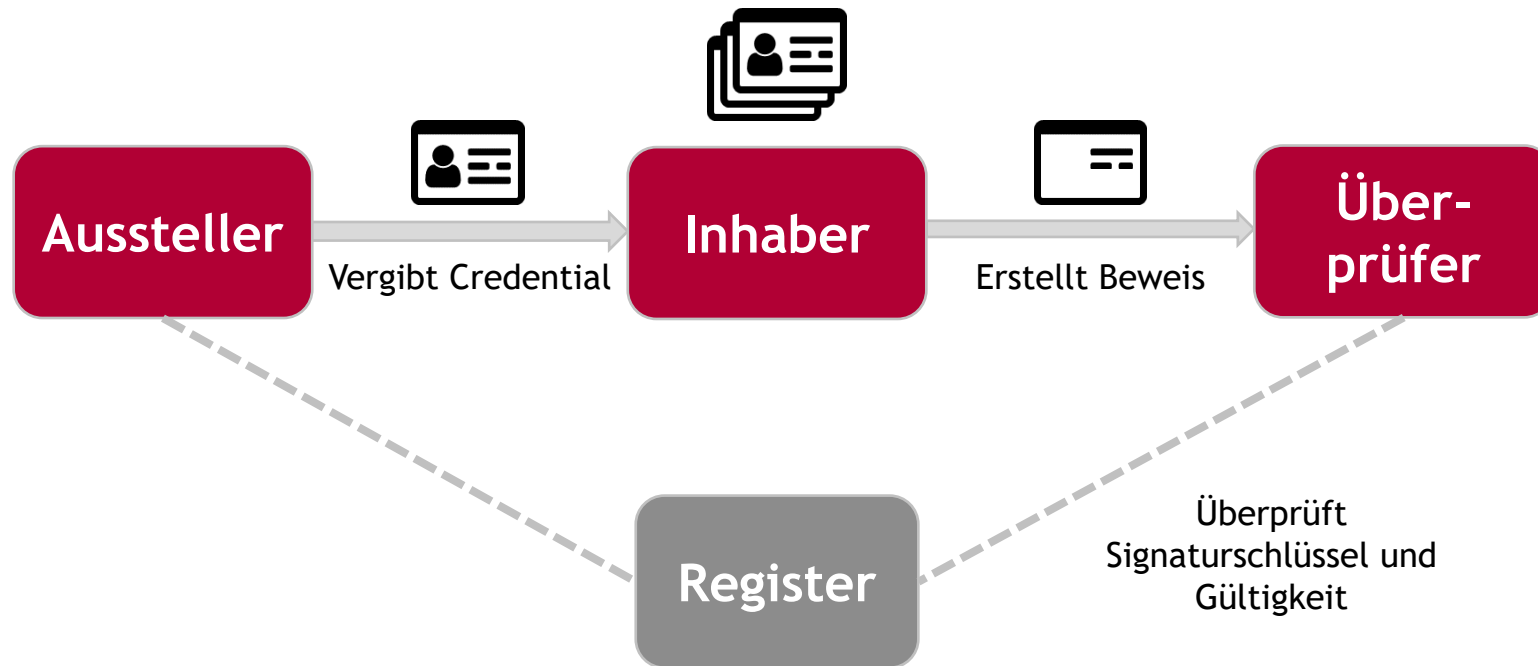 Aussteller
Vergibt Credential
Inhaber
Erstellt Beweis
Über-
prüfer
Register
Überprüft
Signaturschlüssel und
Gültigkeit